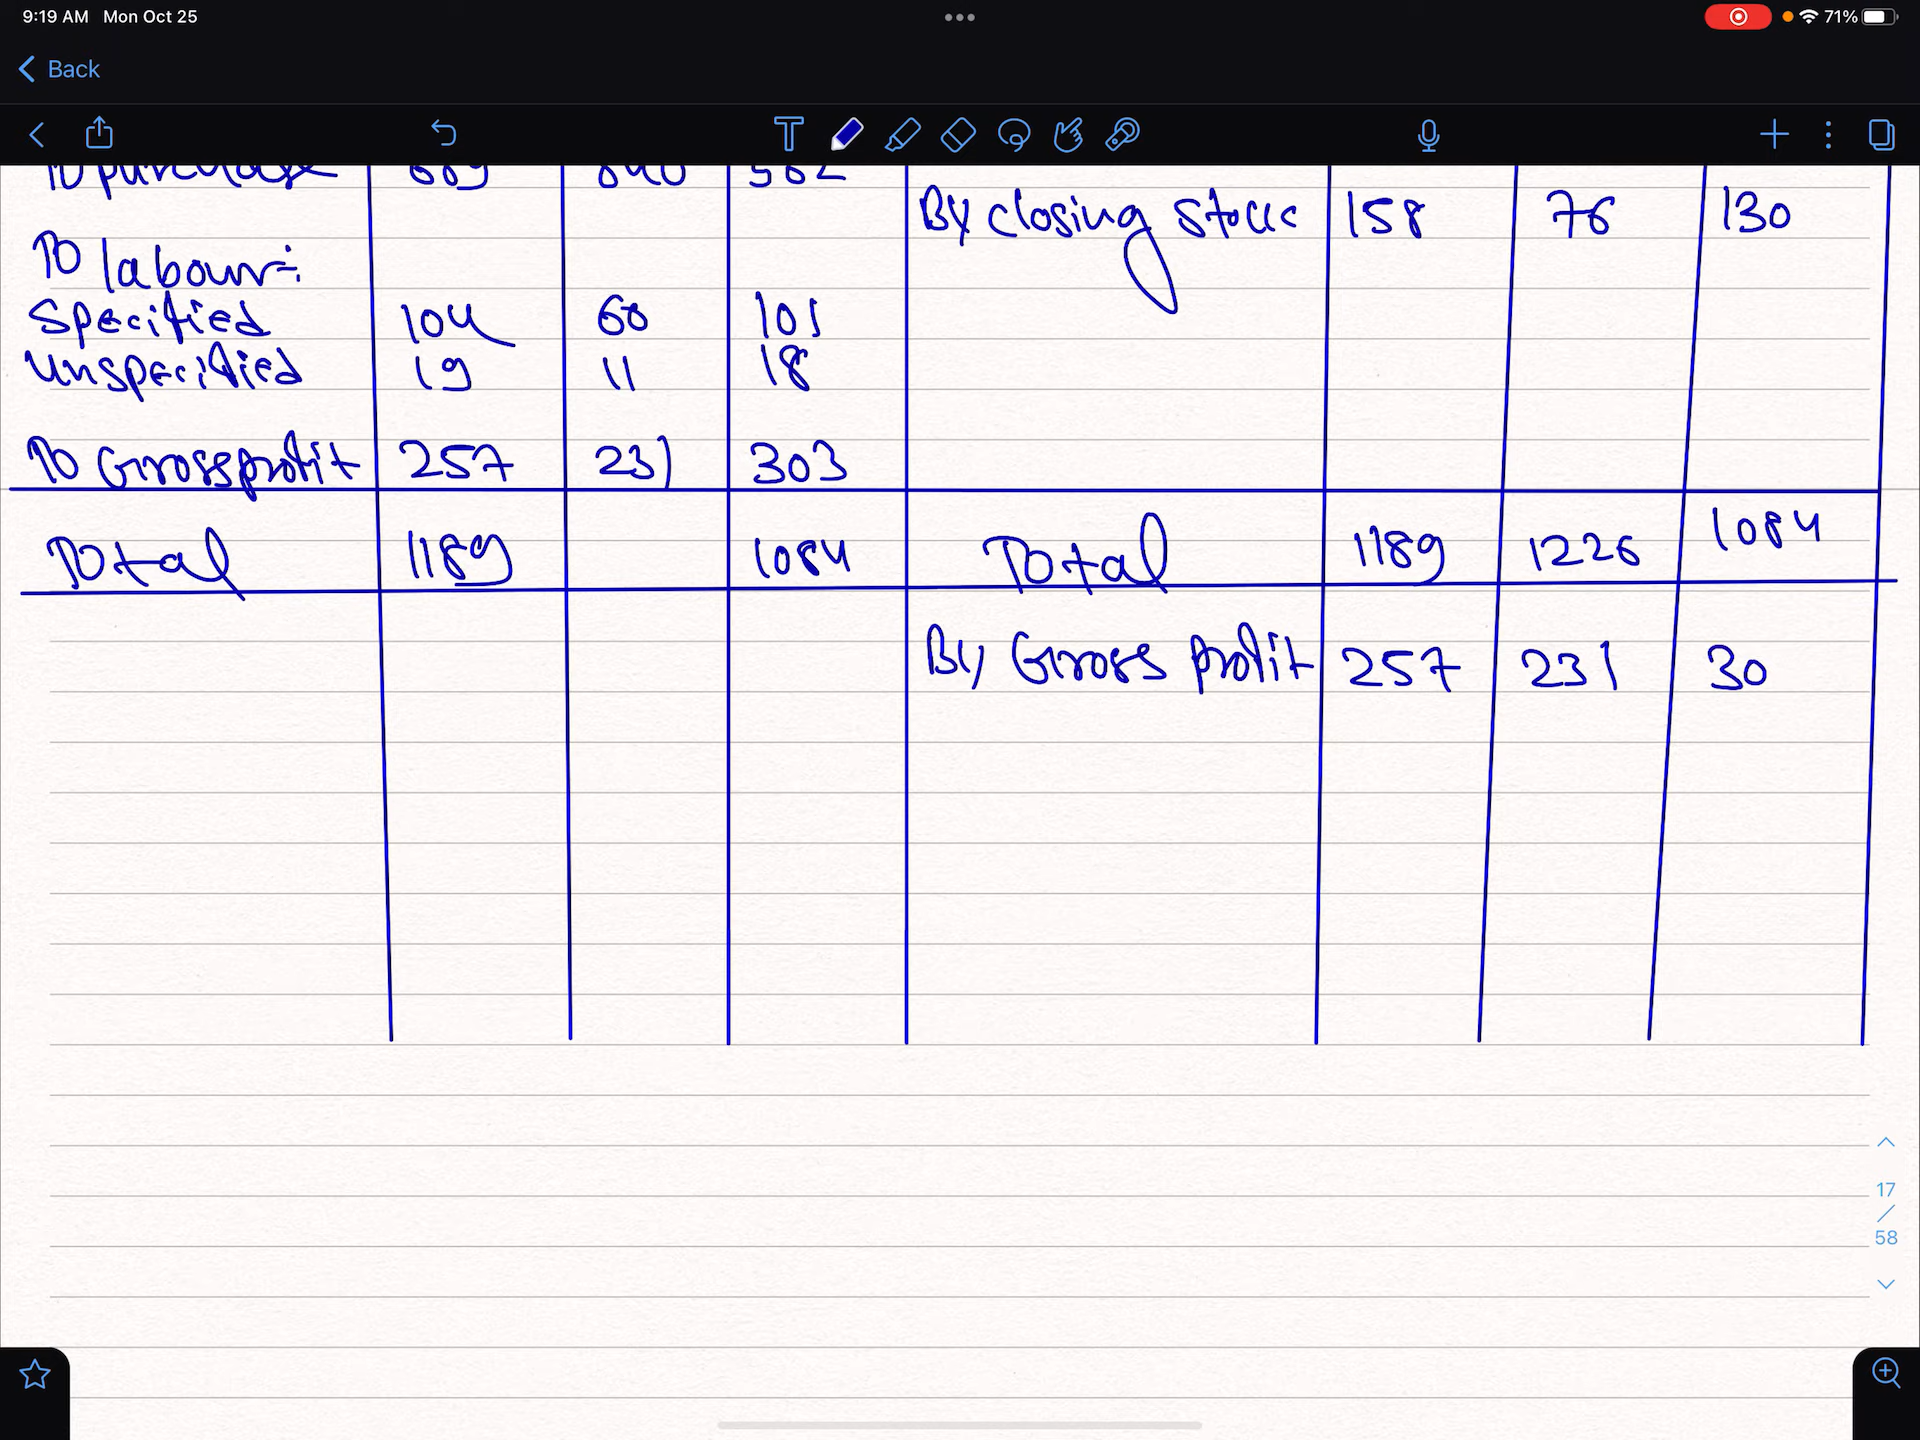 9:19 AM Mon Oct 25
71%
Back
To purchase
By closing stock 158 76 130
To labour:
Specified 104 60 101
Unspecified 19 11 18
To Gross profit 257 231 303
Total 1189 1084 Total 1189 1226 1084
By Gross profit 257 231 30
17
/
58